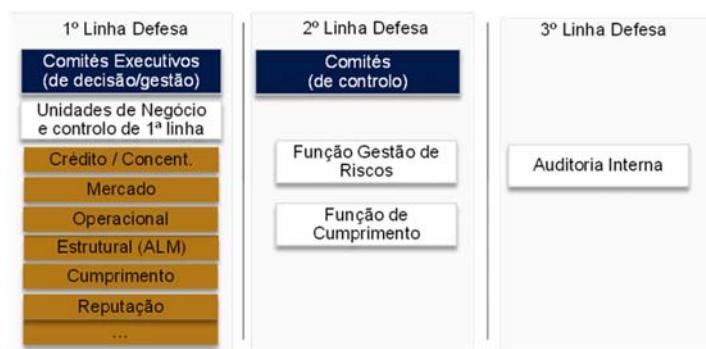 1º Linha Defesa
Comités Executivos
(de decisão/gestão)
Unidades de Negócio
e controlo de 1ª linha
Crédito / Concent.
Mercado
Operacional
Estrutural (ALM)
Cumprimento
Reputação
...
2º Linha Defesa
Comités
(de controlo)
Função Gestão de
Riscos
Função de
Cumprimento
3º Linha Defesa
Auditoria Interna